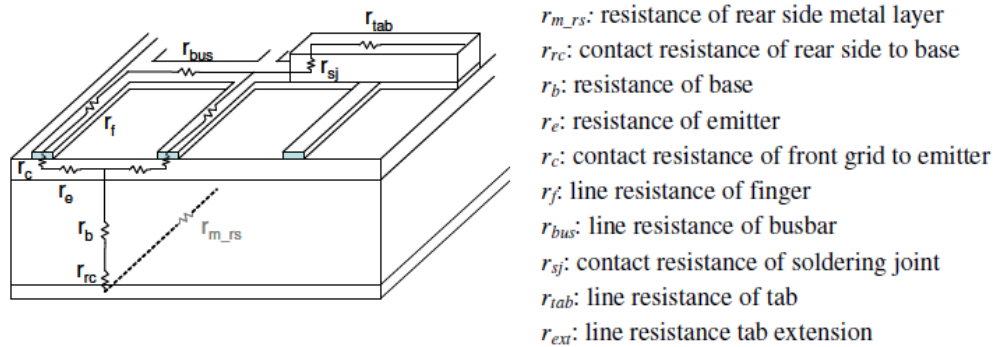 r_tab
r_bus
r_sj
r_f
r_c
r_e
r_b
r_m_rs
r_rc
r_m_rs: resistance of rear side metal layer
r_rc: contact resistance of rear side to base
r_b: resistance of base
r_e: resistance of emitter
r_c: contact resistance of front grid to emitter
r_f: line resistance of finger
r_bus: line resistance of busbar
r_sj: contact resistance of soldering joint
r_tab: line resistance of tab
r_ext: line resistance tab extension